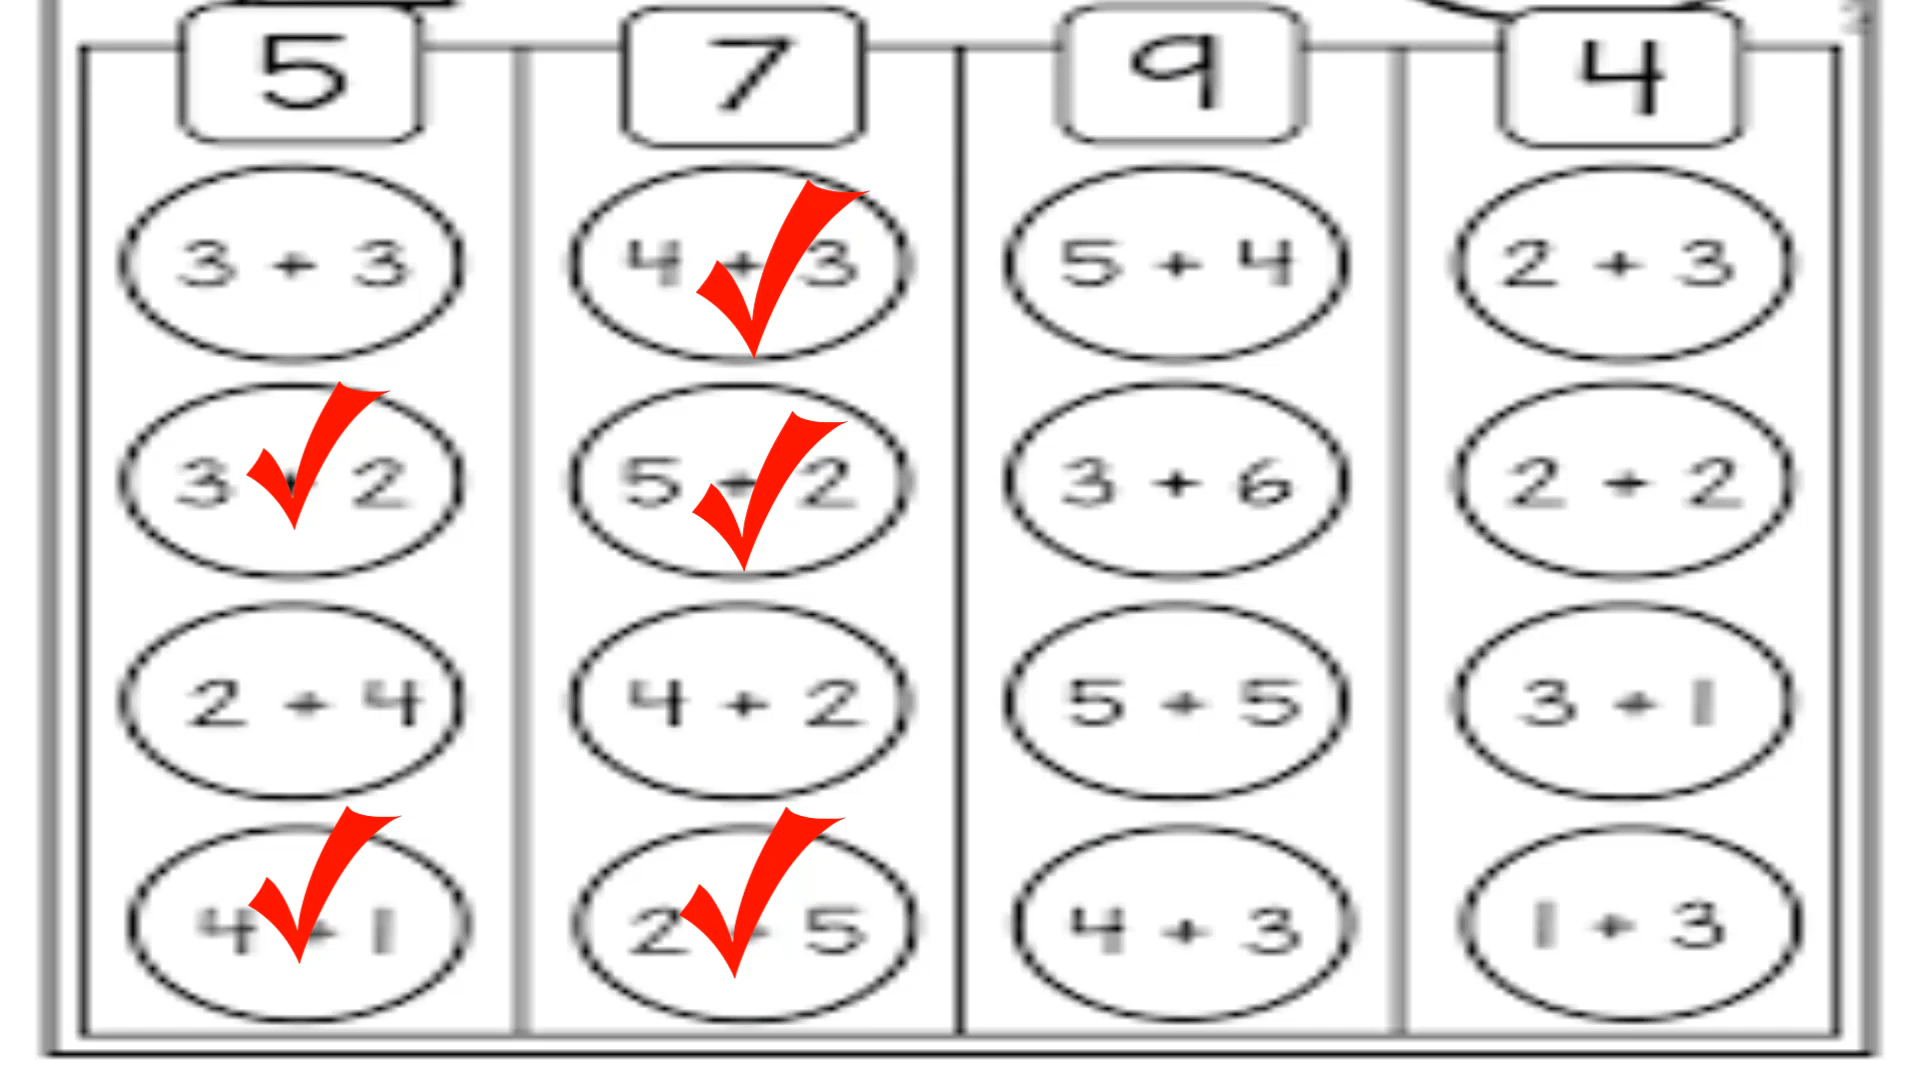 5 7 9 4
3 + 3 4 + 3 5 + 4 2 + 3
3 + 2 5 + 2 3 + 6 2 + 2
2 + 4 4 + 2 5 + 5 3 + 1
4 + 1 2 + 5 4 + 3 1 + 3